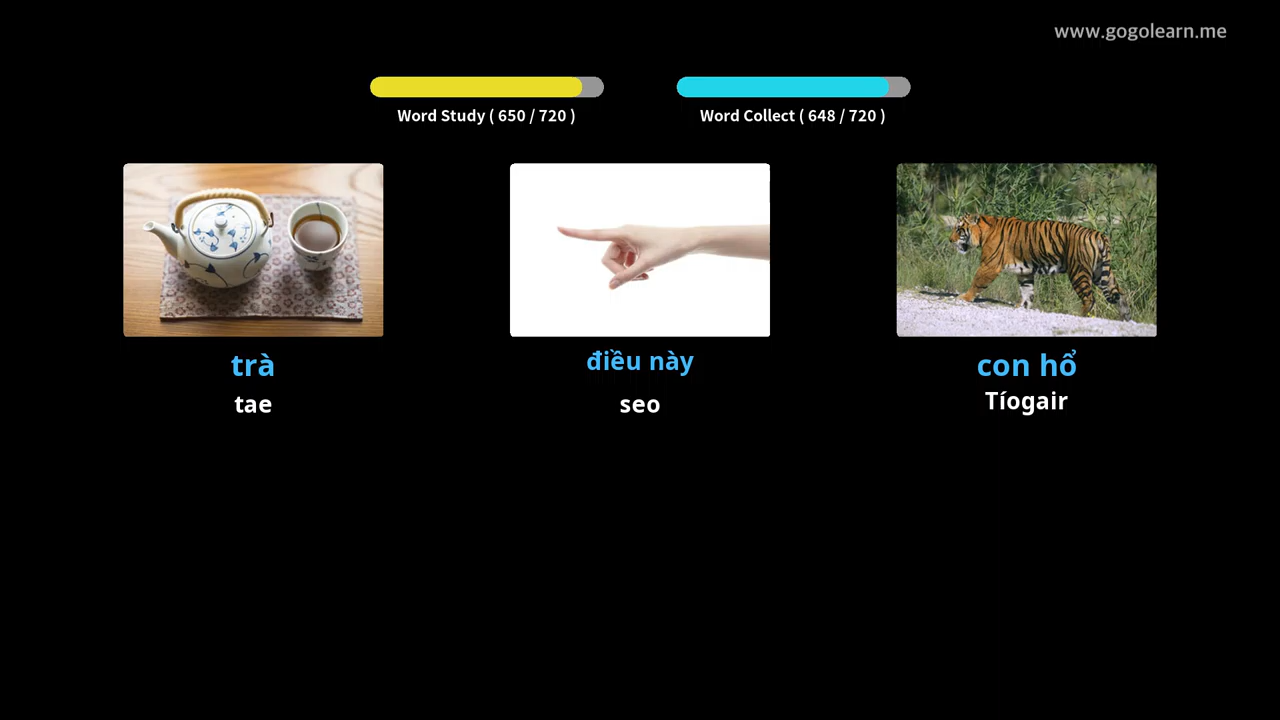 www.gogolearn.me
Word Study ( 650 / 720 )
Word Collect ( 648 / 720 )
trà
tae
điều này
seo
con hổ
Tíogair